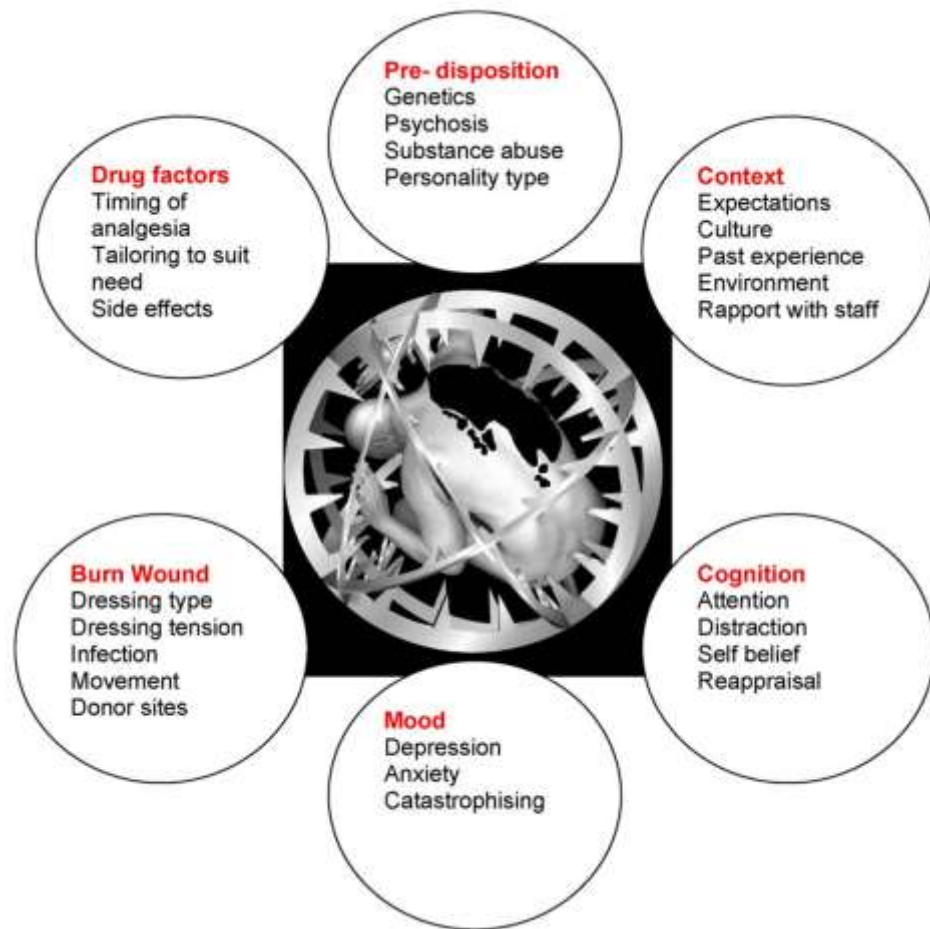 Pre- disposition
Genetics
Psychosis
Substance abuse
Personality type
Drug factors
Timing of
analgesia
Tailoring to suit
need
Side effects
Context
Expectations
Culture
Past experience
Environment
Rapport with staff
Burn Wound
Dressing type
Dressing tension
Infection
Movement
Donor sites
Cognition
Attention
Distraction
Self belief
Reappraisal
Mood
Depression
Anxiety
Catastrophising